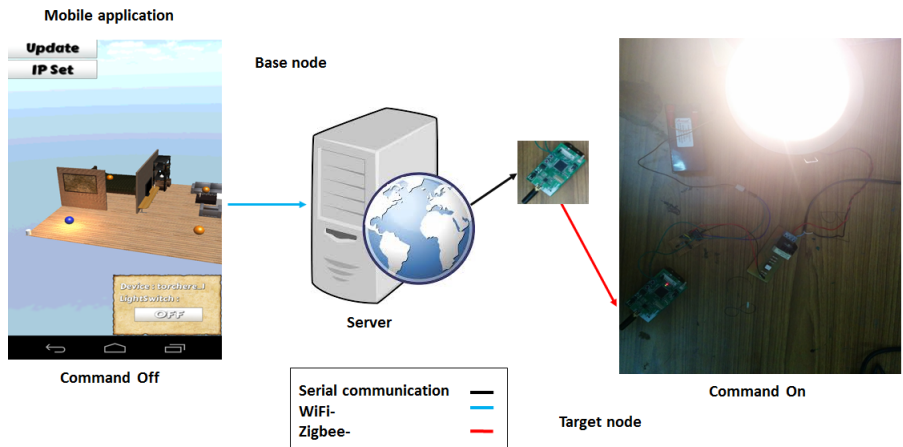 Mobile application
Update
IP Set
Base node
Device : torchere..1
LightSwitch :
OFF
Server
Command Off
Command On
Serial communication
WiFi-
Zigbee-
Target node